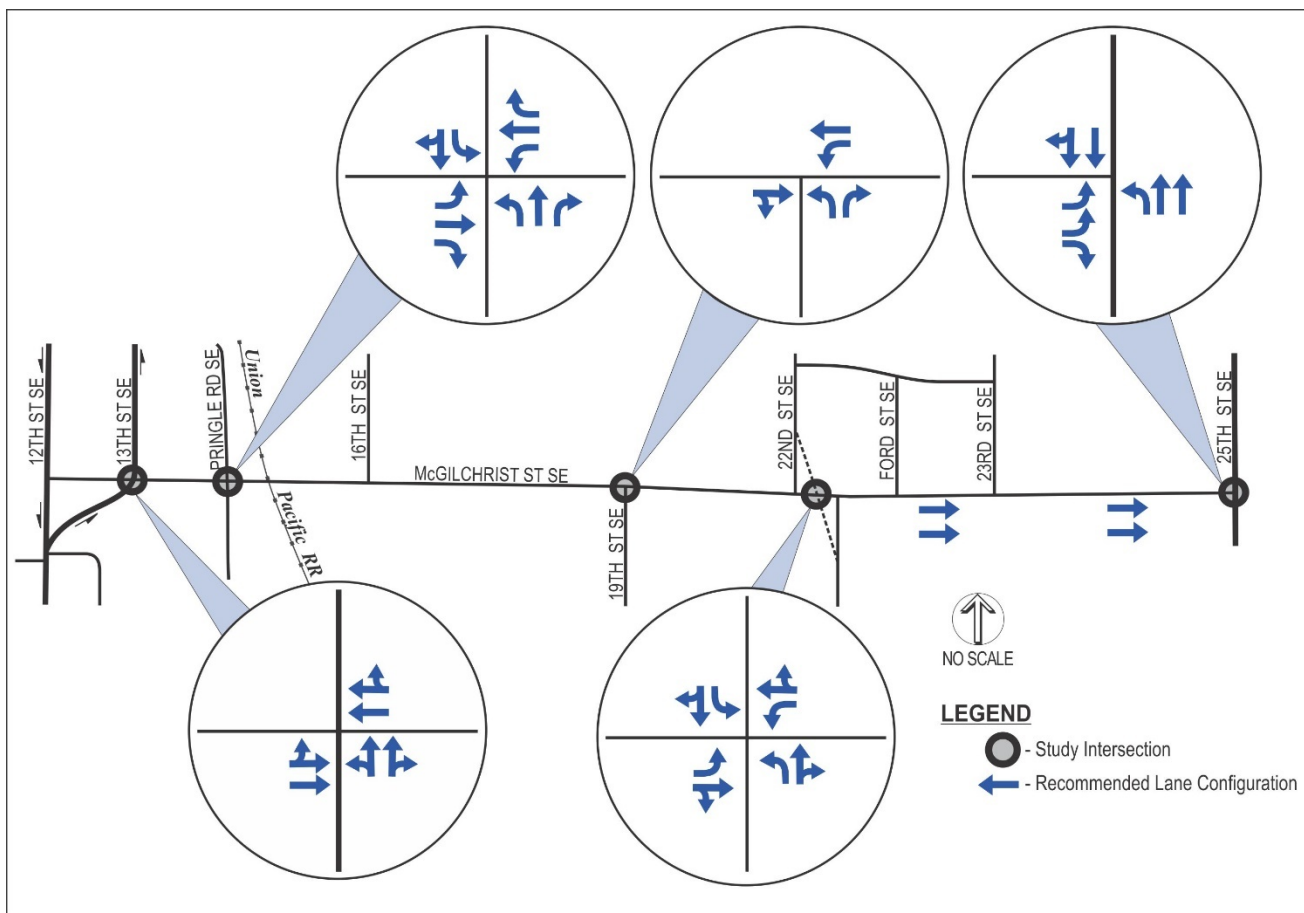 12TH ST SE
13TH ST SE
PRINGLE RD SE
Union
Pacific RR
16TH ST SE
McGILCHRIST ST SE
19TH ST SE
22ND ST SE
FORD ST SE
23RD ST SE
25TH ST SE
NO SCALE
LEGEND
- Study Intersection
- Recommended Lane Configuration